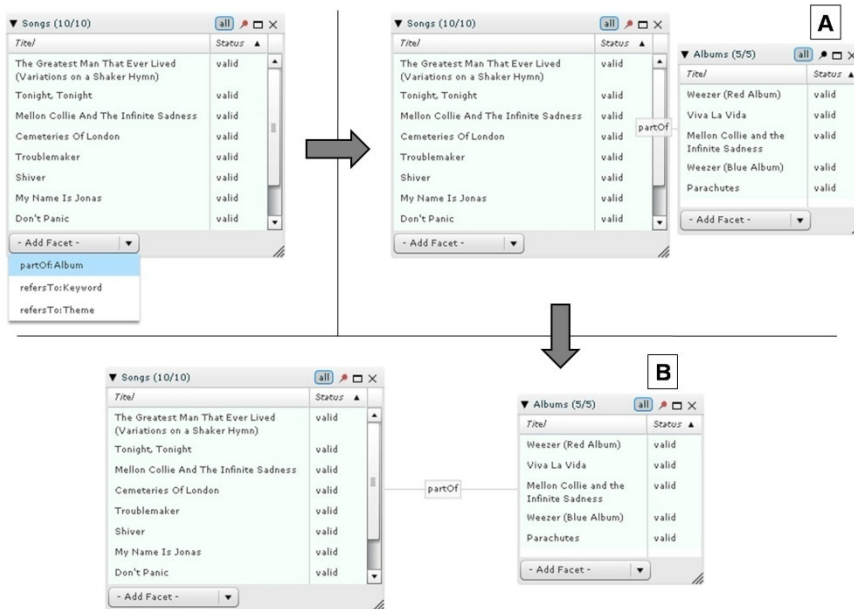 Songs (10/10) all
Titel Status
The Greatest Man That Ever Lived valid
(Variations on a Shaker Hymn)
Tonight, Tonight valid
Mellon Collie And The Infinite Sadness valid
Cemeteries Of London valid
Troublemaker valid
Shiver valid
My Name Is Jonas valid
Don't Panic valid
- Add Facet -
partOf:Album
refersTo:Keyword
refersTo:Theme
Songs (10/10) all
Titel Status
The Greatest Man That Ever Lived valid
(Variations on a Shaker Hymn)
Tonight, Tonight valid
Mellon Collie And The Infinite Sadness valid
Cemeteries Of London valid
Troublemaker valid
Shiver valid
My Name Is Jonas valid
Don't Panic valid
- Add Facet -
partOf
A
Albums (5/5) all
Titel Status
Weezer (Red Album) valid
Viva La Vida valid
Mellon Collie and the valid
Infinite Sadness
Weezer (Blue Album) valid
Parachutes valid
- Add Facet -
Songs (10/10) all
Titel Status
The Greatest Man That Ever Lived valid
(Variations on a Shaker Hymn)
Tonight, Tonight valid
Mellon Collie And The Infinite Sadness valid
Cemeteries Of London valid
Troublemaker valid
Shiver valid
My Name Is Jonas valid
Don't Panic valid
- Add Facet -
partOf
B
Albums (5/5) all
Titel Status
Weezer (Red Album) valid
Viva La Vida valid
Mellon Collie and the valid
Infinite Sadness
Weezer (Blue Album) valid
Parachutes valid
- Add Facet -